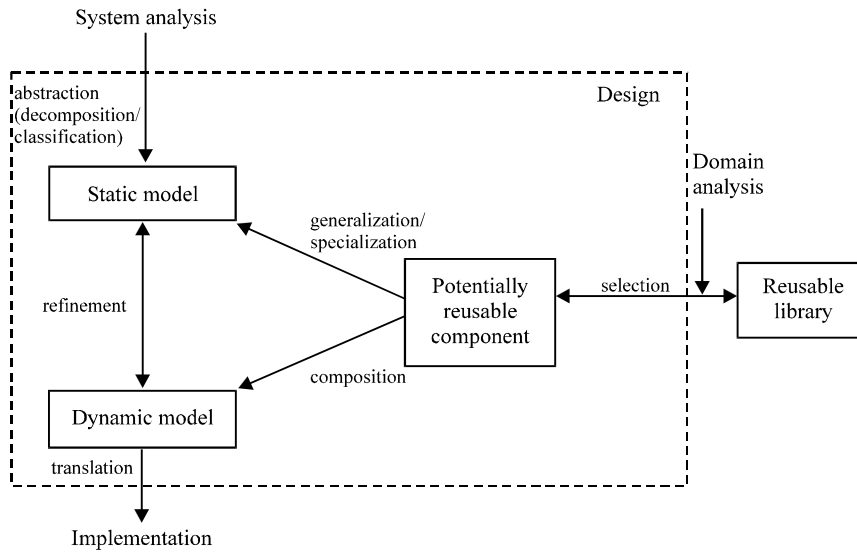 System analysis
abstraction
(decomposition/
classification)
Design
Domain
analysis
Static model
generalization/
specialization
Potentially
reusable
component
selection
Reusable
library
refinement
composition
Dynamic model
translation
Implementation